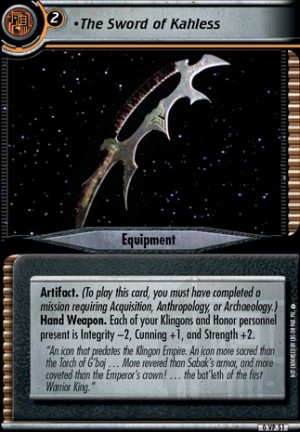 2
•The Sword of Kahless
Equipment
Artifact. (To play this card, you must have completed a
mission requiring Acquisition, Anthropology, or Archaeology.)
Hand Weapon. Each of your Klingons and Honor personnel
present is Integrity –2, Cunning +1, and Strength +2.
"An icon that predates the Klingon Empire. An icon more sacred than
the Torch of G'boj ... More revered than Sabak's armor, and more
coveted than the Emperor's crown! ... the bat'leth of the first
Warrior King."
0 VP 51